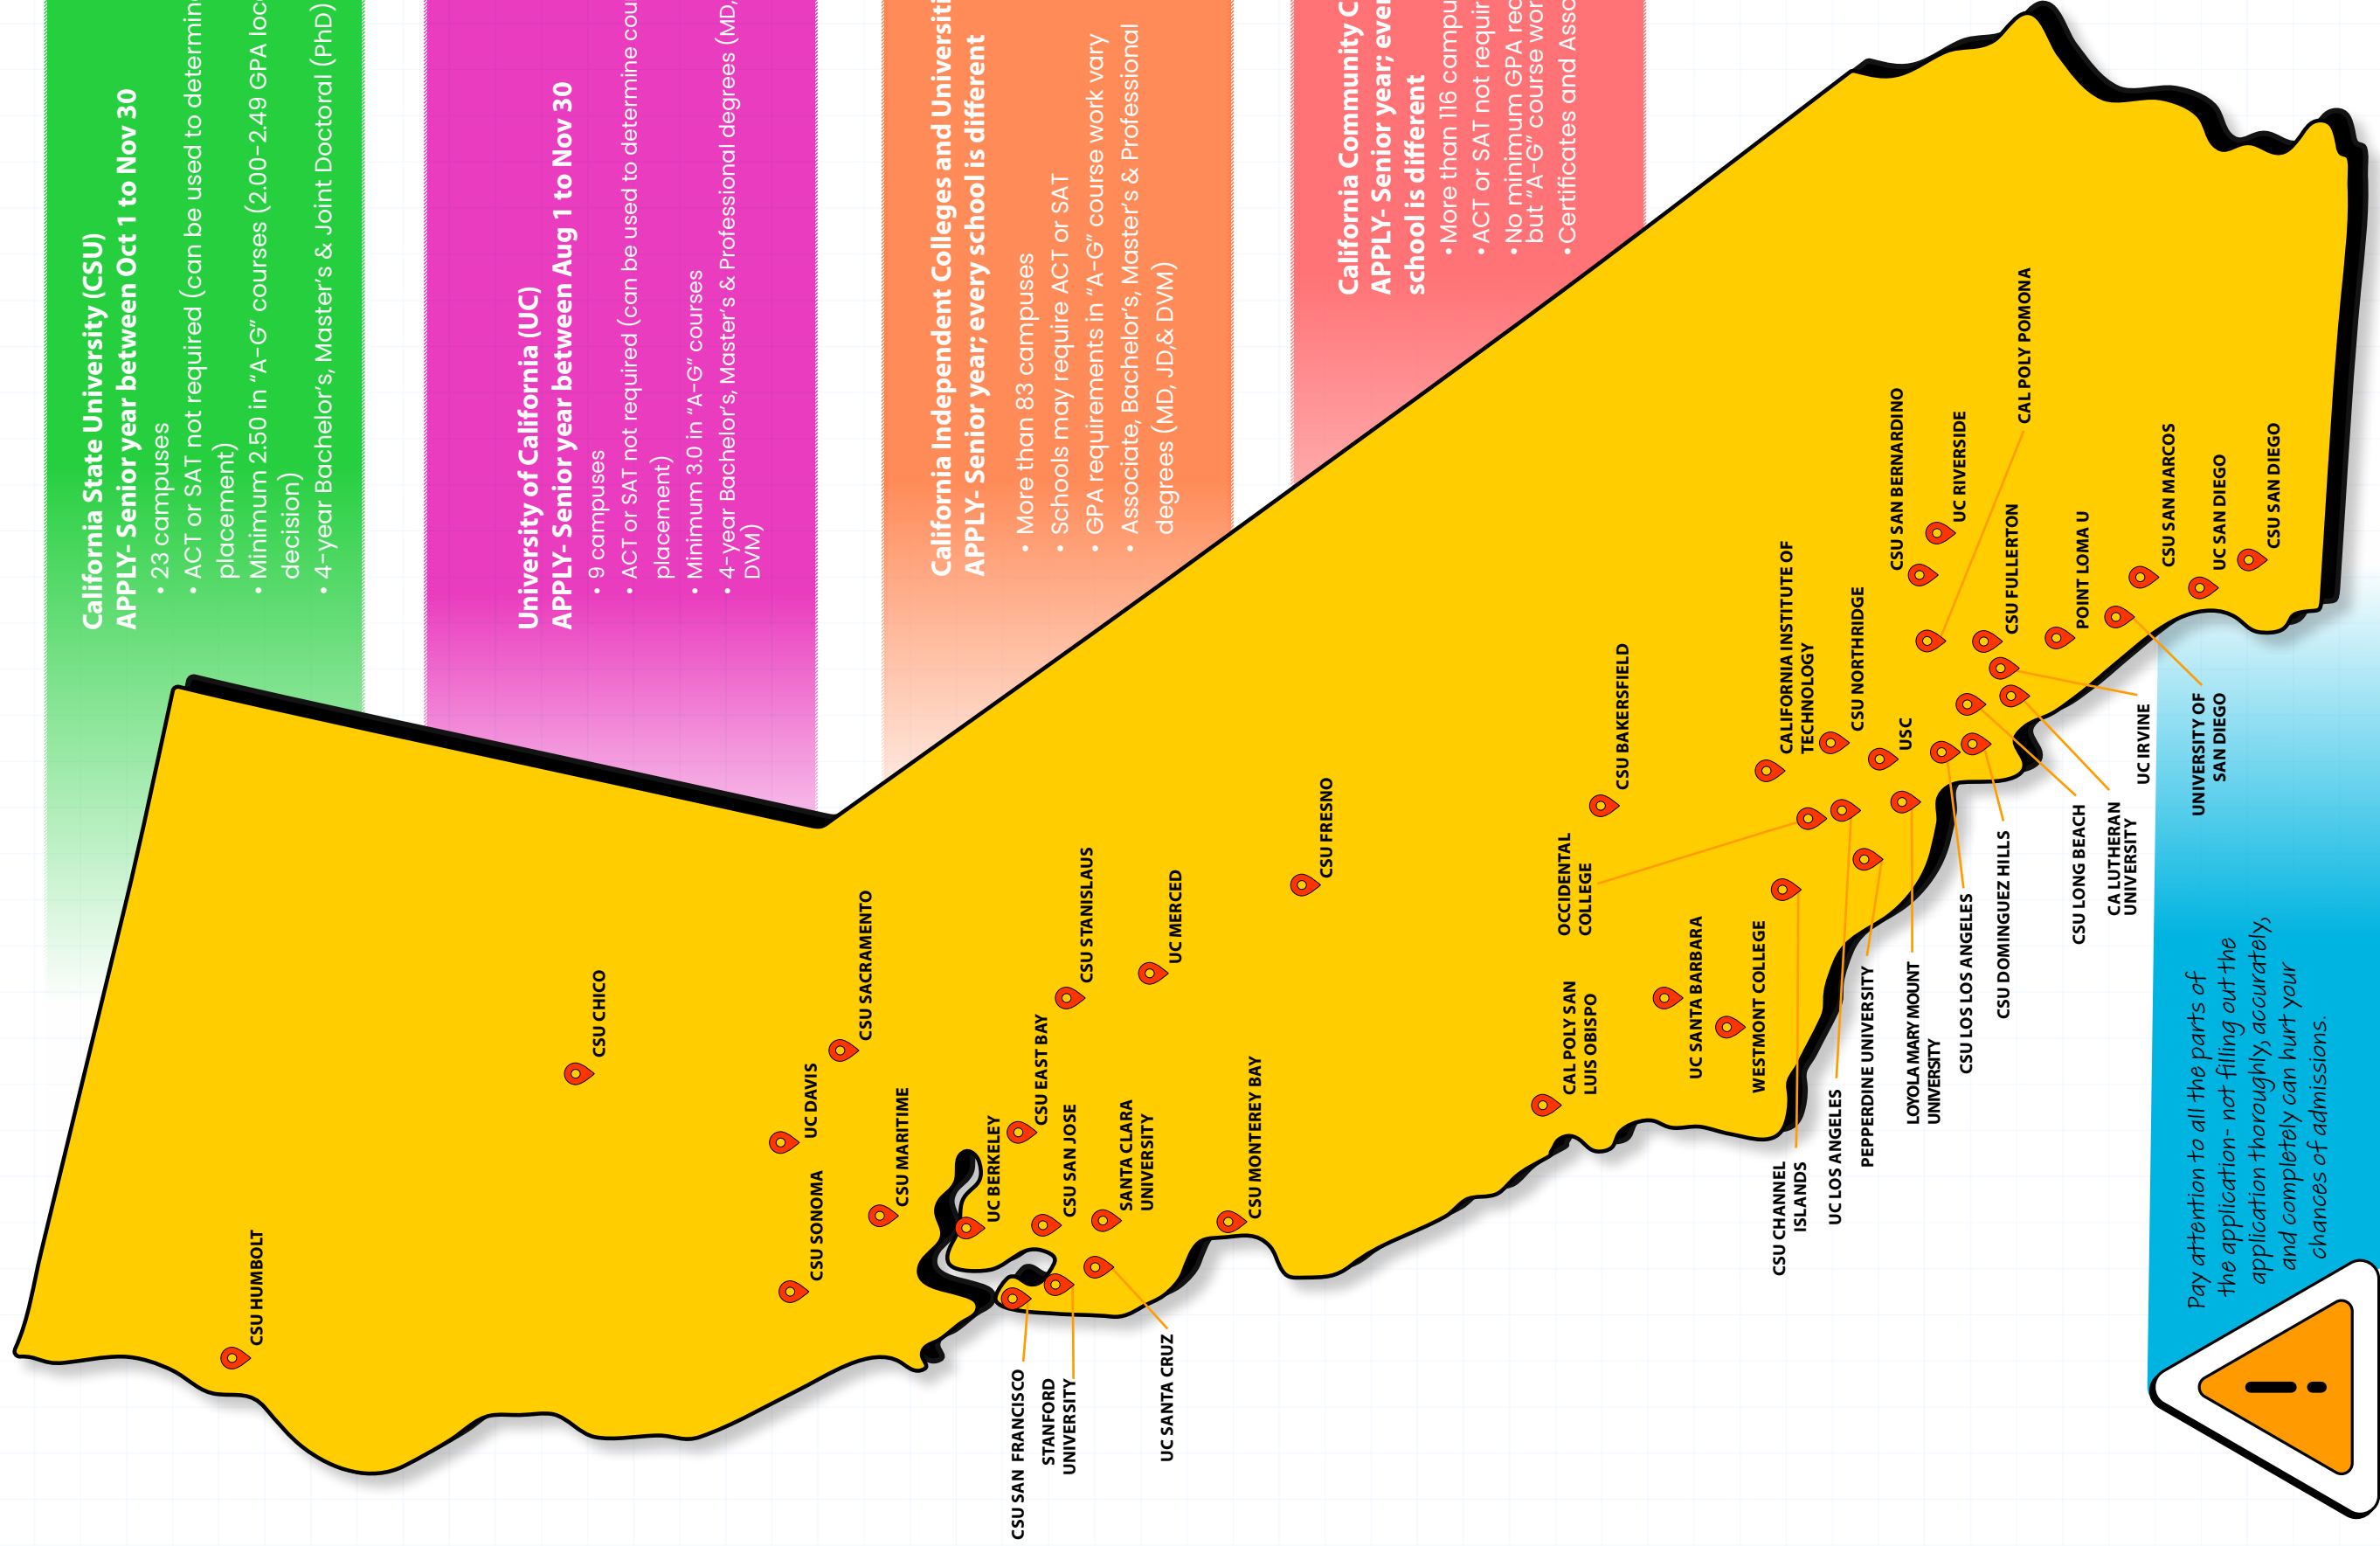 California State University (CSU)
APPLY- Senior year between Oct 1 to Nov 30
• 23 campuses
• ACT or SAT not required (can be used to
placement)
• Minimum 2.50 in “A-G” courses (2.00-2.49 GPA
decision)
• 4-year Bachelor’s, Master’s & Joint Doctoral (PhD)
University of California (UC)
APPLY- Senior year between Aug 1 to Nov 30
• 9 campuses
• ACT or SAT not required (can be used to determine
placement)
• Minimum 3.0 in “A-G” courses
• 4-year Bachelor’s, Master’s & Professional degrees (MD,
DVM)
California Independent Colleges and
APPLY- Senior year; every school is different
• More than 83 campuses
• Schools may require ACT or SAT
• GPA requirements in “A-G” course work vary
• Associate, Bachelor’s, Master’s & Professional
degrees (MD, JD,& DVM)
California Community
APPLY- Senior year;
school is different
• More than 116
• ACT or SAT not
• No minimum GPA
but “A-G” course
• Certificates and
CSU HUMBOLT
CSU CHICO
CSU SONOMA
UC DAVIS
CSU SACRAMENTO
CSU MARITIME
UC BERKELEY
CSU EAST BAY
CSU SAN JOSE
CSU STANISLAUS
SANTA CLARA
UNIVERSITY
UC MERCED
CSU SAN FRANCISCO
STANFORD
UNIVERSITY
UC SANTA CRUZ
CSU MONTEREY BAY
CSU FRESNO
CAL POLY SAN
LUIS OBISPO
OCCIDENTAL
COLLEGE
CSU BAKERSFIELD
UC SANTA BARBARA
WESTMONT COLLEGE
CALIFORNIA INSTITUTE OF
TECHNOLOGY
CSU NORTHRIDGE
USC
CSU CHANNEL
ISLANDS
UC LOS ANGELES
PEPPERDINE UNIVERSITY
LOYOLA MARY MOUNT
UNIVERSITY
CSU LOS LOS ANGELES
CSU DOMINGUEZ HILLS
CSU SAN BERNARDINO
UC RIVERSIDE
CAL POLY POMONA
CSU FULLERTON
POINT LOMA U
CSU LONG BEACH
CA LUTHERAN
UNIVERSITY
UC IRVINE
CSU SAN MARCOS
UNIVERSITY OF
SAN DIEGO
UC SAN DIEGO
CSU SAN DIEGO
Pay attention to all the parts of
the application- not filling out the
application thoroughly, accurately,
and completely can hurt your
chances of admissions.